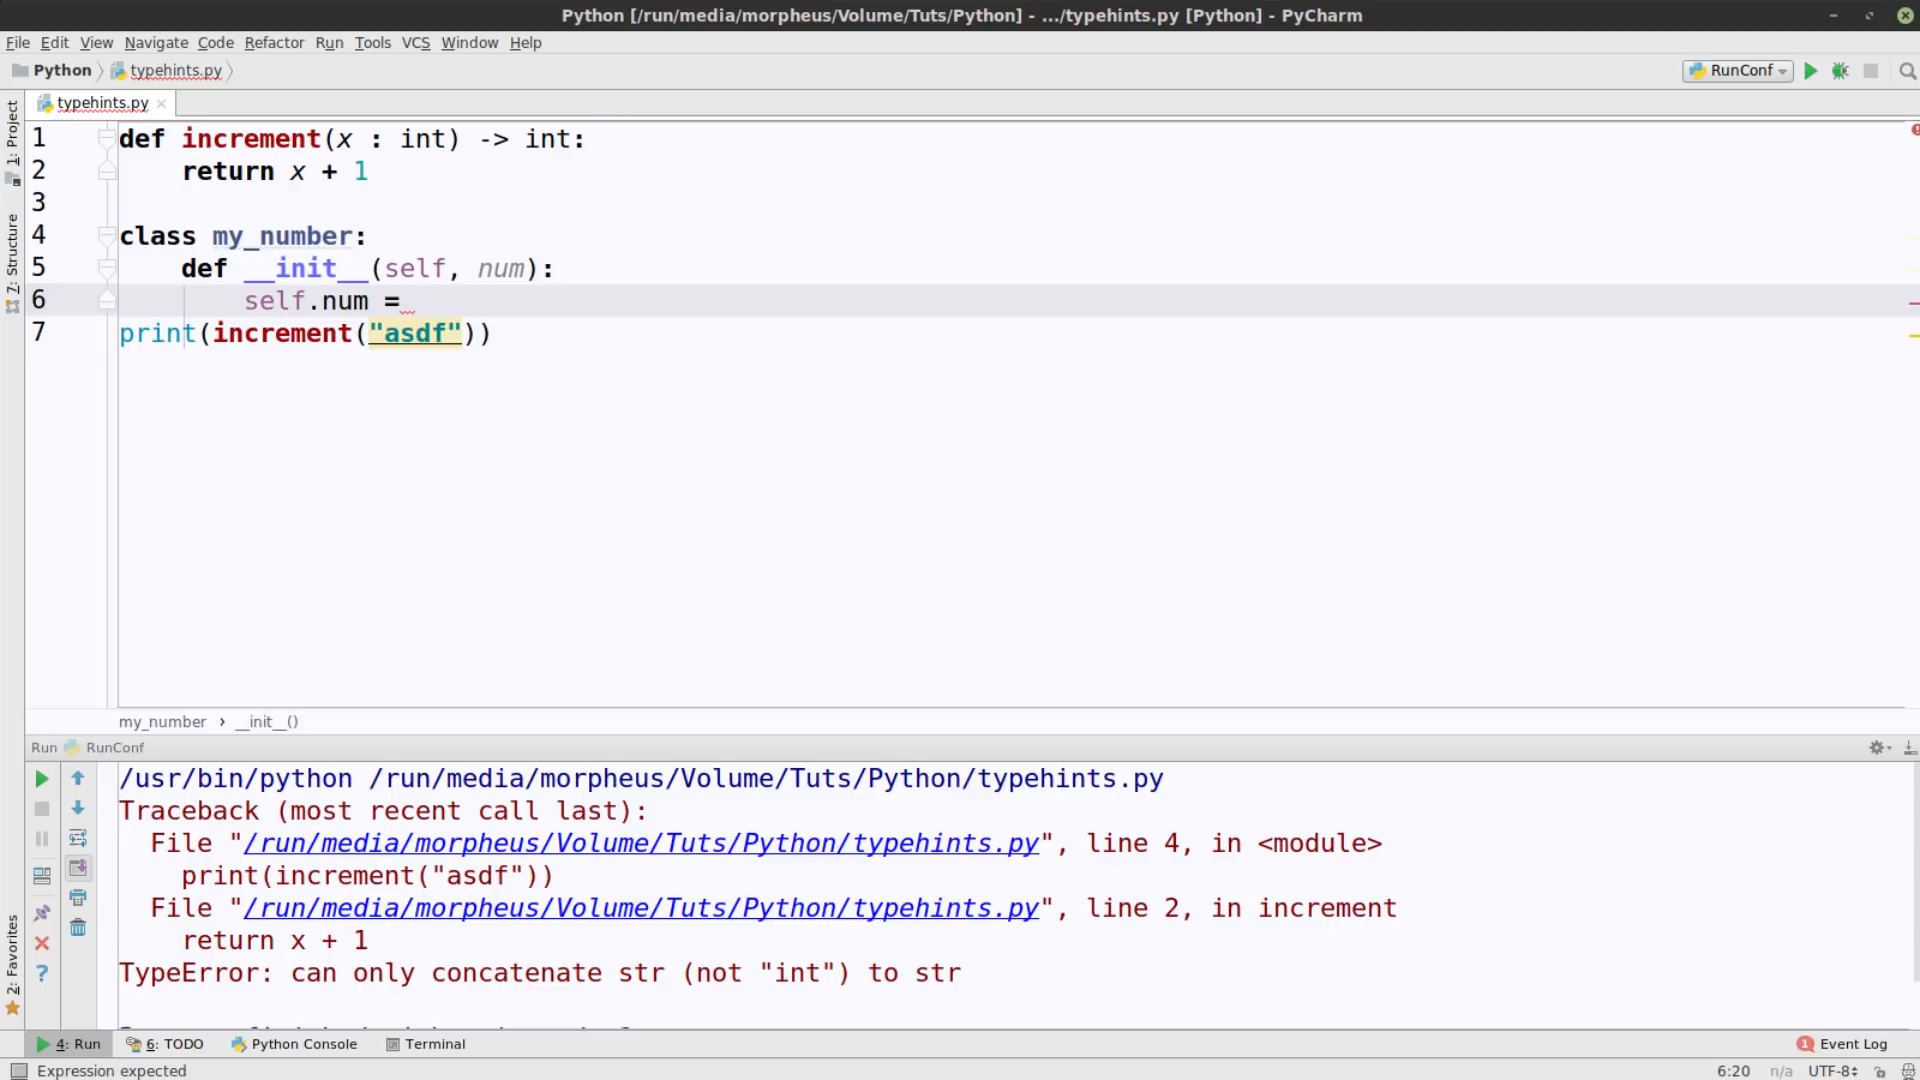 Python [/run/media/morpheus/Volume/Tuts/Python] - .../typehints.py [Python] - PyCharm
File Edit View Navigate Code Refactor Run Tools VCS Window Help
Python typehints.py RunConf
typehints.py
1: Project
7: Structure
2: Favorites
1 def increment(x : int) -> int:
2 return x + 1
3
4 class my_number:
5 def __init__(self, num):
6 self.num =
7 print(increment("asdf"))
my_number › __init__()
Run RunConf
/usr/bin/python /run/media/morpheus/Volume/Tuts/Python/typehints.py
Traceback (most recent call last):
File "/run/media/morpheus/Volume/Tuts/Python/typehints.py", line 4, in <module>
print(increment("asdf"))
File "/run/media/morpheus/Volume/Tuts/Python/typehints.py", line 2, in increment
return x + 1
TypeError: can only concatenate str (not "int") to str
4: Run 6: TODO Python Console Terminal 1 Event Log
Expression expected 6:20 n/a UTF-8